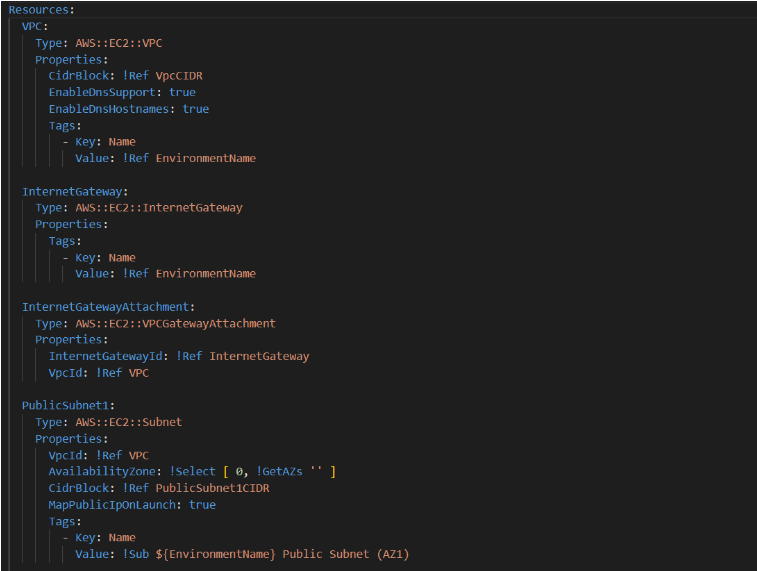 Resources:
  VPC:
    Type: AWS::EC2::VPC
    Properties:
      CidrBlock: !Ref VpcCIDR
      EnableDnsSupport: true
      EnableDnsHostnames: true
      Tags:
        - Key: Name
          Value: !Ref EnvironmentName

  InternetGateway:
    Type: AWS::EC2::InternetGateway
    Properties:
      Tags:
        - Key: Name
          Value: !Ref EnvironmentName

  InternetGatewayAttachment:
    Type: AWS::EC2::VPCGatewayAttachment
    Properties:
      InternetGatewayId: !Ref InternetGateway
      VpcId: !Ref VPC

  PublicSubnet1:
    Type: AWS::EC2::Subnet
    Properties:
      VpcId: !Ref VPC
      AvailabilityZone: !Select [ 0, !GetAZs '' ]
      CidrBlock: !Ref PublicSubnet1CIDR
      MapPublicIpOnLaunch: true
      Tags:
        - Key: Name
          Value: !Sub ${EnvironmentName} Public Subnet (AZ1)